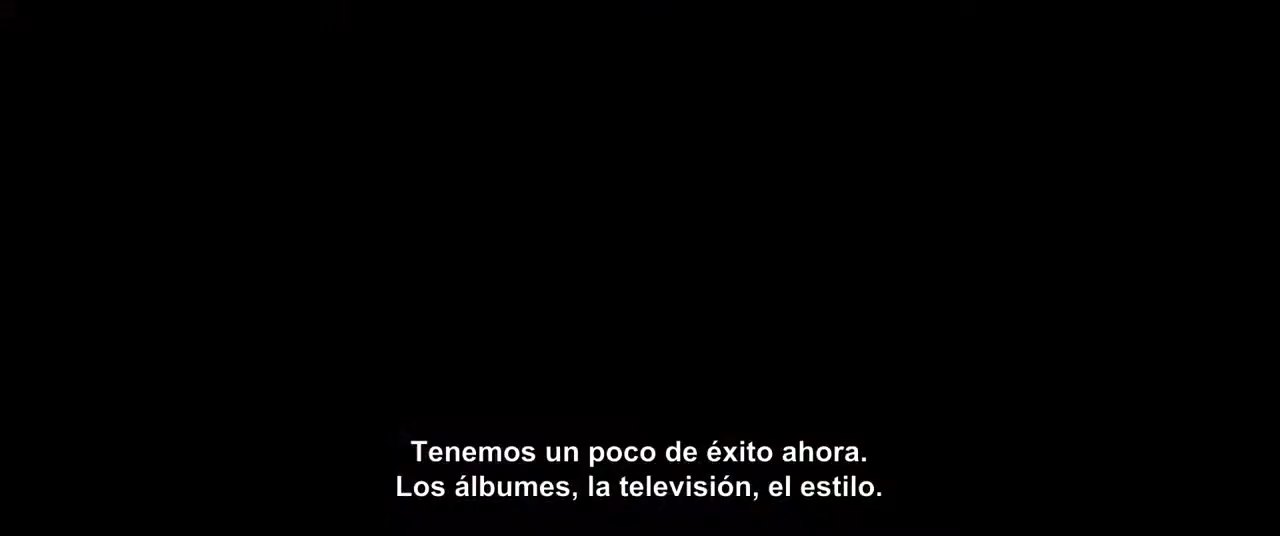 Tenemos un poco de éxito ahora.
Los álbumes, la televisión, el estilo.